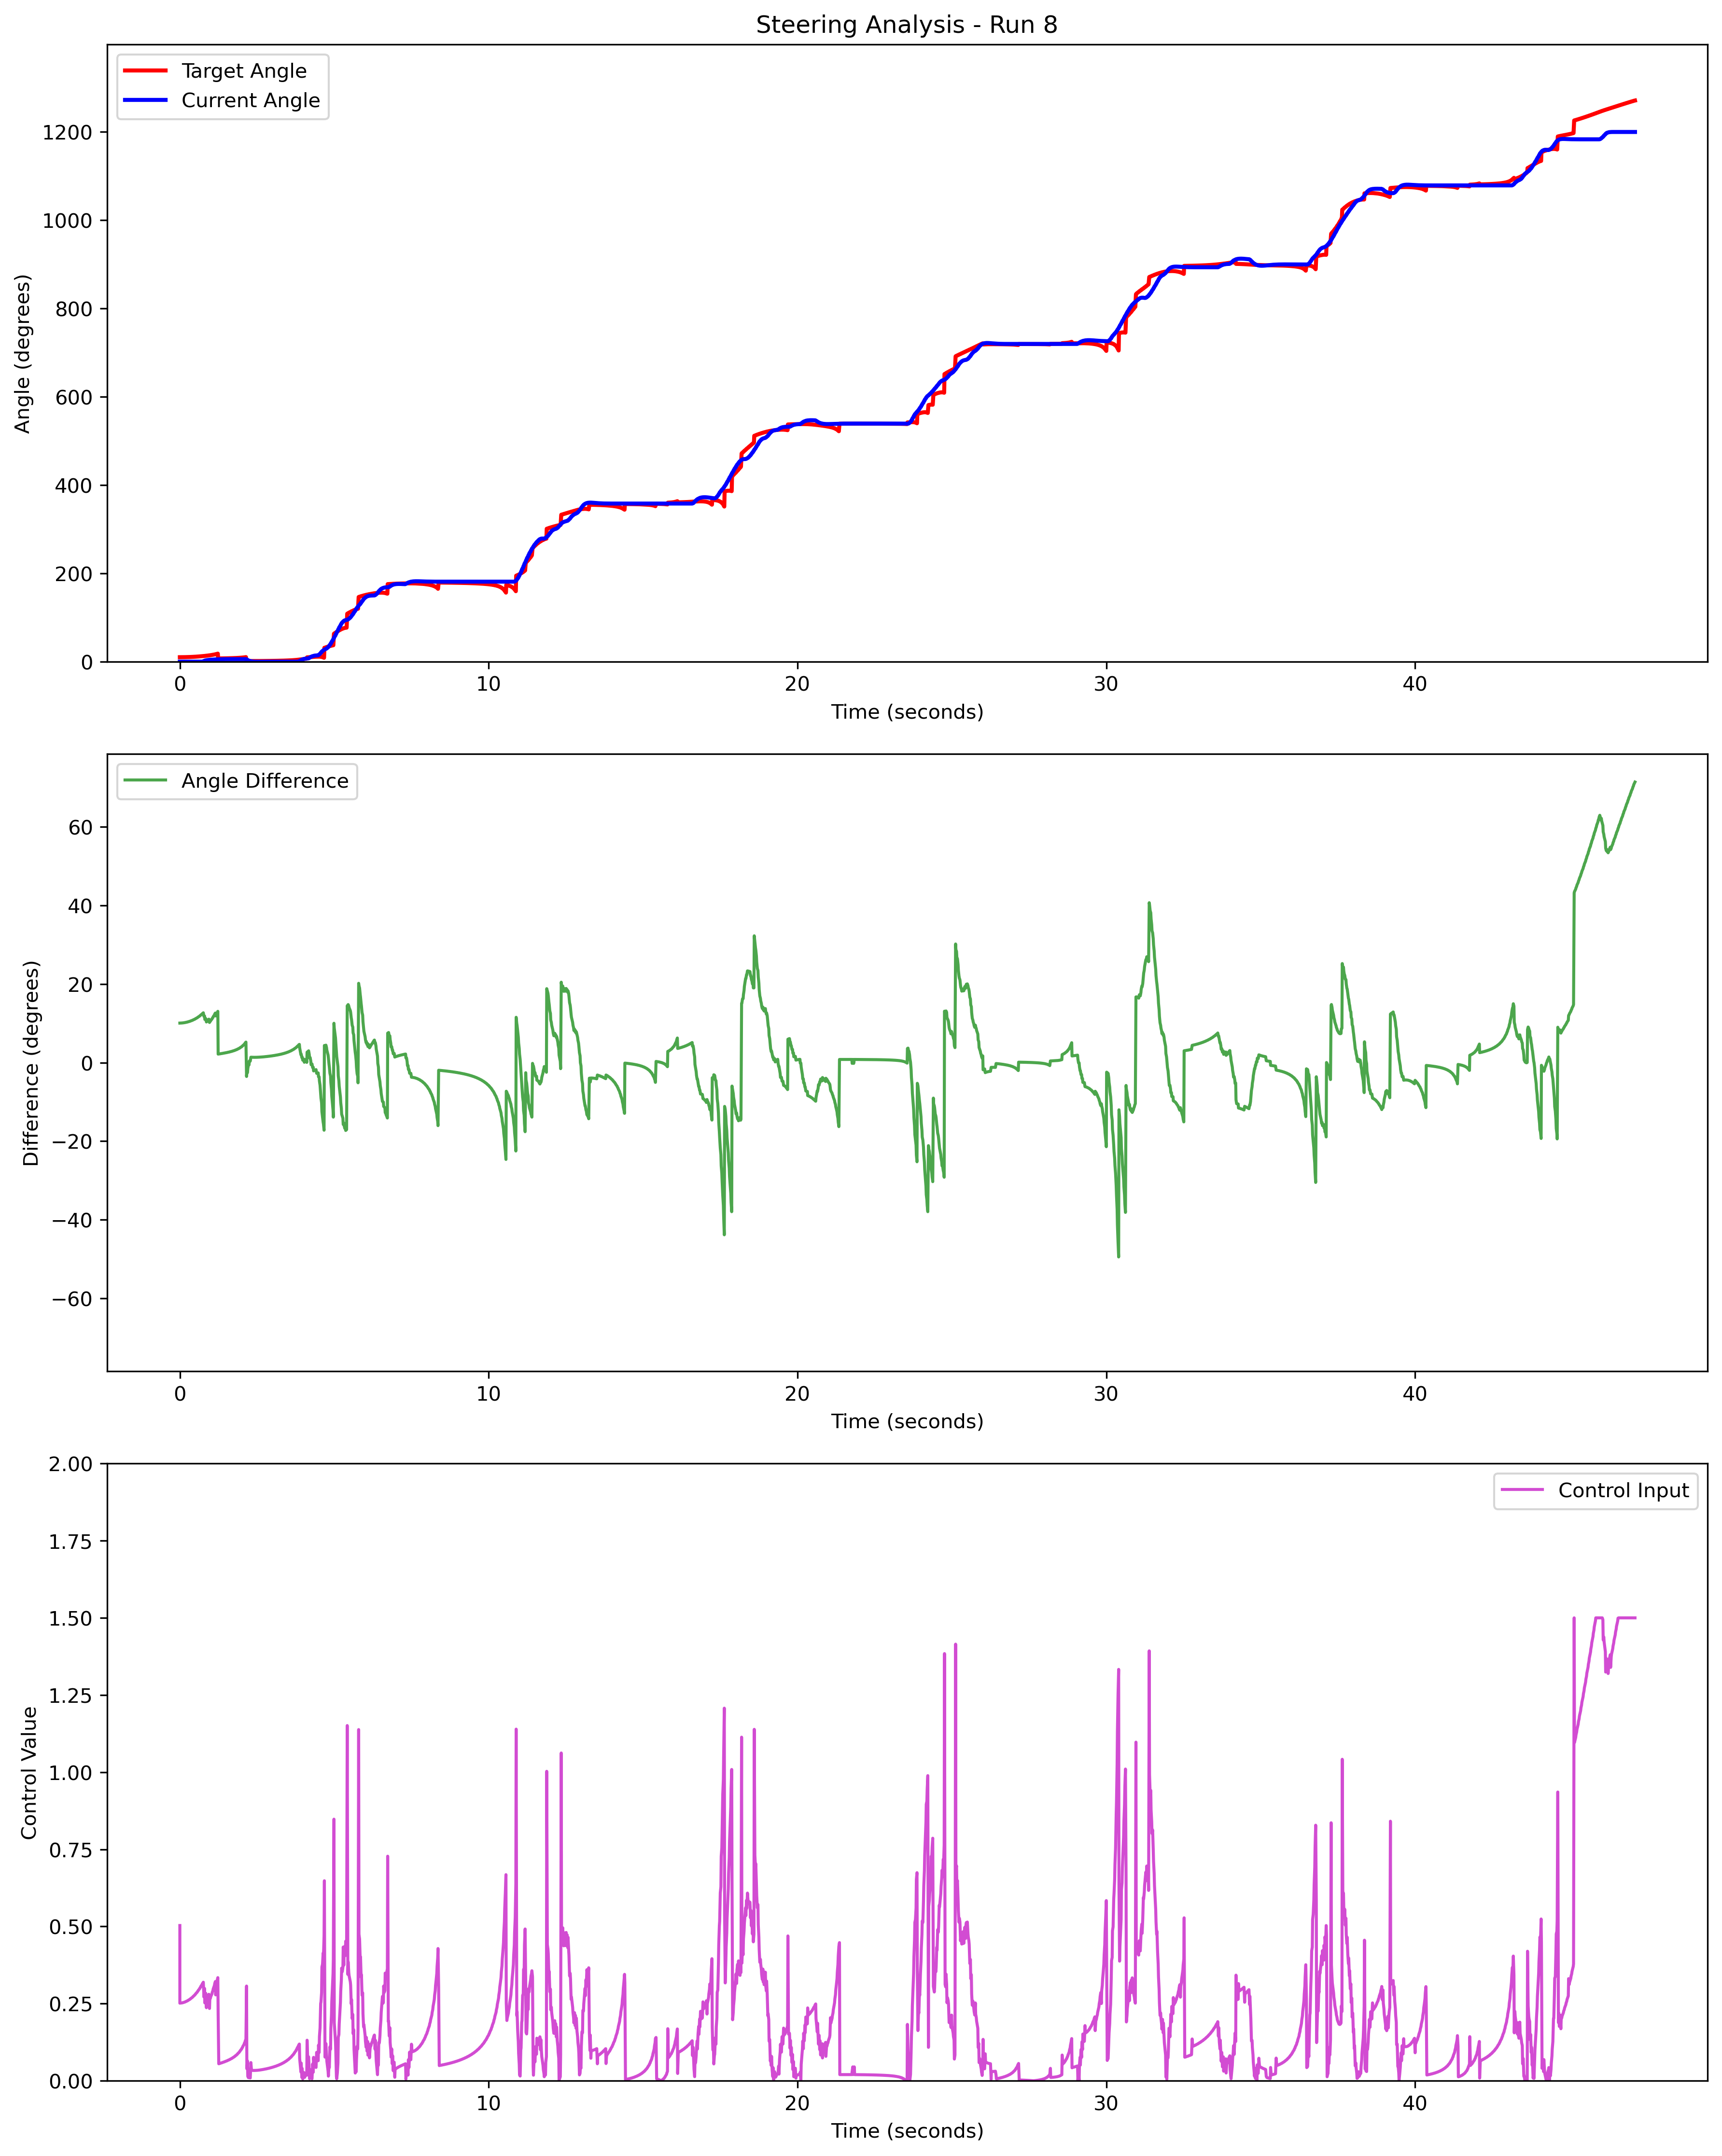 Steering Analysis - Run 8
Target Angle
Current Angle
Angle (degrees)
1200
1000
800
600
400
200
0
0 10 20 30 40
Time (seconds)
Angle Difference
Difference (degrees)
60
40
20
0
−20
−40
−60
0 10 20 30 40
Time (seconds)
Control Input
Control Value
2.00
1.75
1.50
1.25
1.00
0.75
0.50
0.25
0.00
0 10 20 30 40
Time (seconds)